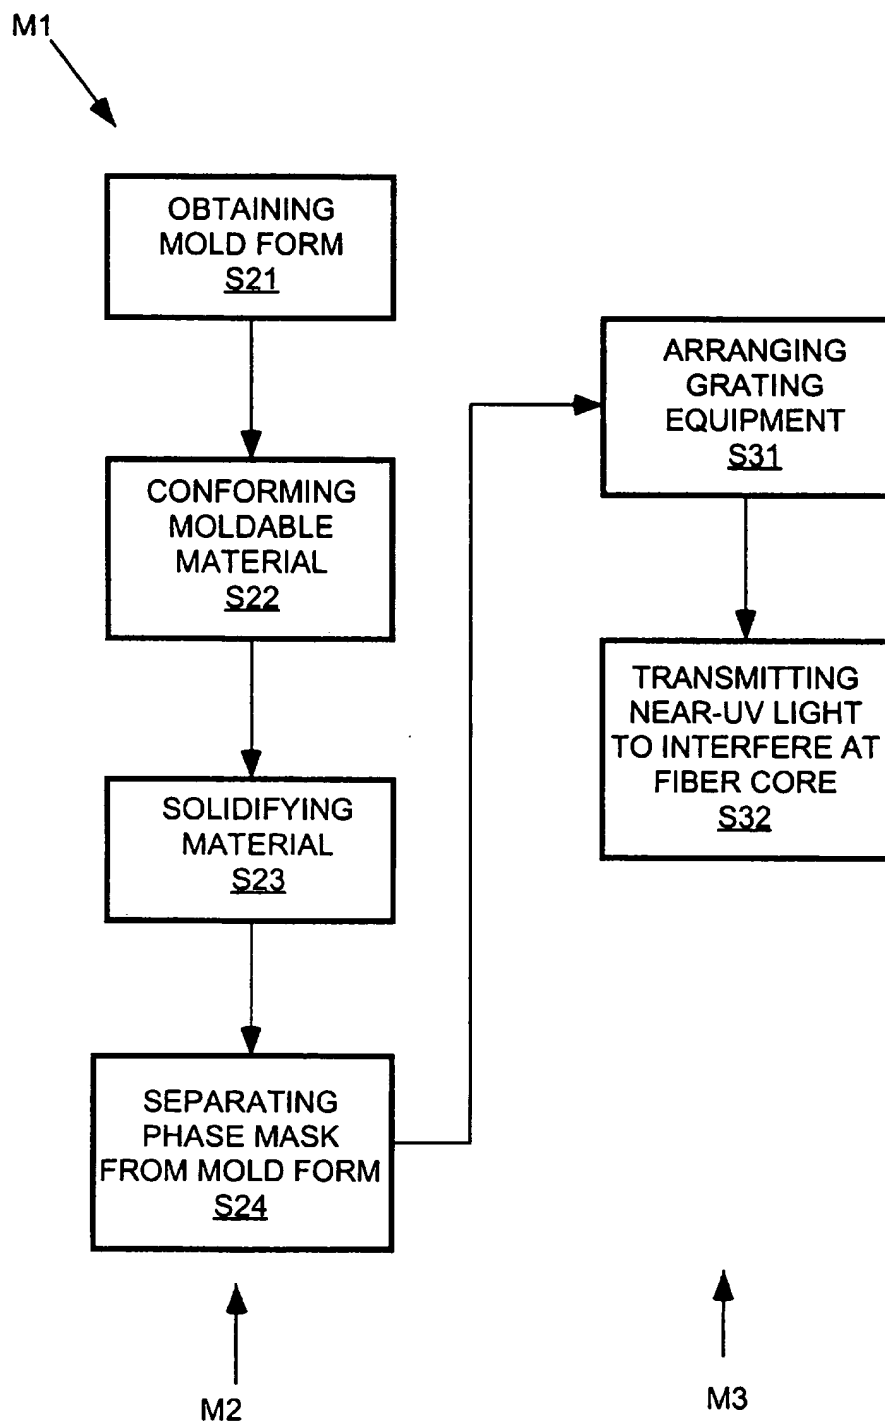 M1
OBTAINING
MOLD FORM
S21
CONFORMING
MOLDABLE
MATERIAL
S22
SOLIDIFYING
MATERIAL
S23
SEPARATING
PHASE MASK
FROM MOLD FORM
S24
M2
ARRANGING
GRATING
EQUIPMENT
S31
TRANSMITTING
NEAR-UV LIGHT
TO INTERFERE AT
FIBER CORE
S32
M3